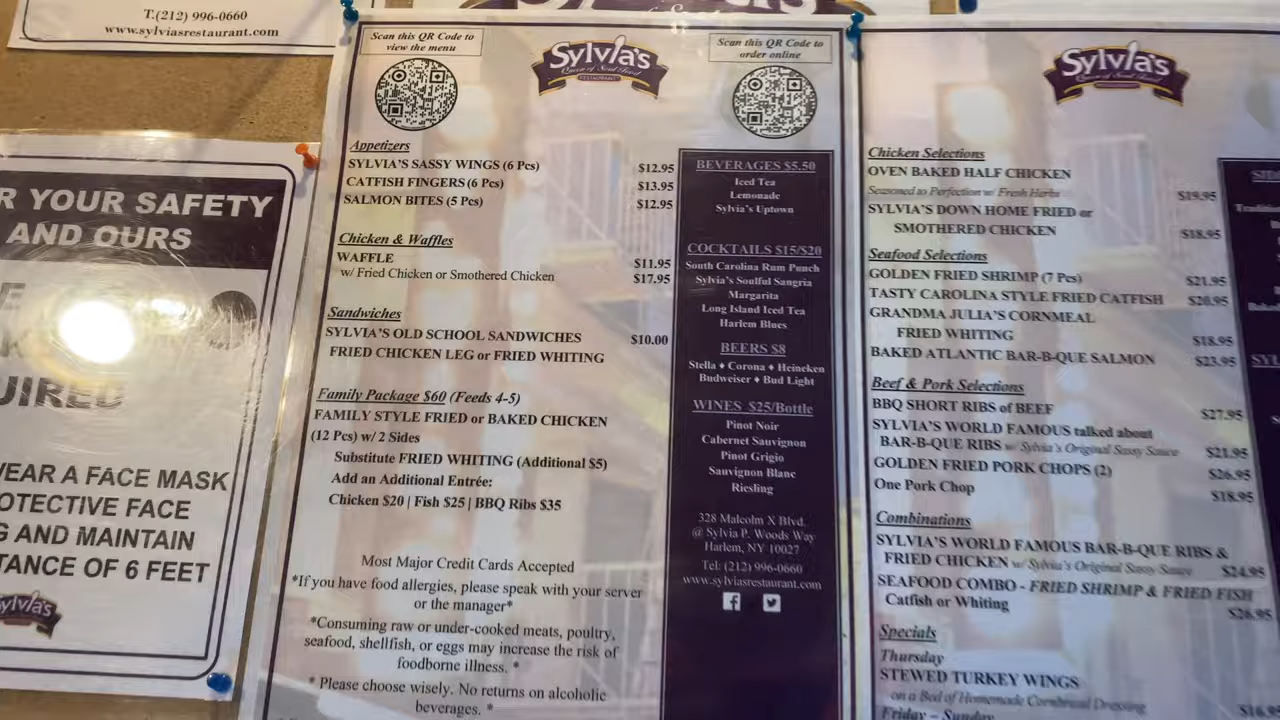 T.(212) 996-0660
www.sylviasrestaurant.com
R YOUR SAFETY
AND OURS
UIRED
WEAR A FACE MASK
OTECTIVE FACE
G AND MAINTAIN
TANCE OF 6 FEET
ylvia's
Scan this QR Code to
view the menu
Sylvia's
Queen of Soul Food
RESTAURANT
Scan this QR Code to
order online
Appetizers
SYLVIA'S SASSY WINGS (6 Pcs) $12.95
CATFISH FINGERS (6 Pcs) $13.95
SALMON BITES (5 Pcs) $12.95
Chicken & Waffles
WAFFLE $11.95
w/ Fried Chicken or Smothered Chicken $17.95
Sandwiches
SYLVIA'S OLD SCHOOL SANDWICHES $10.00
FRIED CHICKEN LEG or FRIED WHITING
Family Package $60 (Feeds 4-5)
FAMILY STYLE FRIED or BAKED CHICKEN
(12 Pcs) w/ 2 Sides
Substitute FRIED WHITING (Additional $5)
Add an Additional Entrée:
Chicken $20 | Fish $25 | BBQ Ribs $35
Most Major Credit Cards Accepted
*If you have food allergies, please speak with your server
or the manager*
*Consuming raw or under-cooked meats, poultry,
seafood, shellfish, or eggs may increase the risk of
foodborne illness. *
* Please choose wisely. No returns on alcoholic
beverages. *
BEVERAGES $5.50
Iced Tea
Lemonade
Sylvia's Uptown
COCKTAILS $15/$20
South Carolina Rum Punch
Sylvia's Soulful Sangria
Margarita
Long Island Iced Tea
Harlem Blues
BEERS $8
Stella ♦ Corona ♦ Heineken
Budweiser ♦ Bud Light
WINES $25/Bottle
Pinot Noir
Cabernet Sauvignon
Pinot Grigio
Sauvignon Blanc
Riesling
328 Malcolm X Blvd.
@ Sylvia P. Woods Way
Harlem, NY 10027
Tel: (212) 996-0660
www.sylviasrestaurant.com
Sylvia's
Queen of Soul Food
Chicken Selections
OVEN BAKED HALF CHICKEN
Seasoned to Perfection w/ Fresh Herbs $19.95
SYLVIA'S DOWN HOME FRIED or
SMOTHERED CHICKEN $18.95
Seafood Selections
GOLDEN FRIED SHRIMP (7 Pcs) $21.95
TASTY CAROLINA STYLE FRIED CATFISH $20.95
GRANDMA JULIA'S CORNMEAL
FRIED WHITING $18.95
BAKED ATLANTIC BAR-B-QUE SALMON $23.95
Beef & Pork Selections
BBQ SHORT RIBS of BEEF $27.95
SYLVIA'S WORLD FAMOUS talked about
BAR-B-QUE RIBS w/ Sylvia's Original Sassy Sauce $21.95
GOLDEN FRIED PORK CHOPS (2) $26.95
One Pork Chop $18.95
Combinations
SYLVIA'S WORLD FAMOUS BAR-B-QUE RIBS &
FRIED CHICKEN w/ Sylvia's Original Sassy Sauce $24.95
SEAFOOD COMBO - FRIED SHRIMP & FRIED FISH
Catfish or Whiting $26.95
Specials
Thursday
STEWED TURKEY WINGS
on a Bed of Homemade Cornbread Dressing
Friday – Sunday